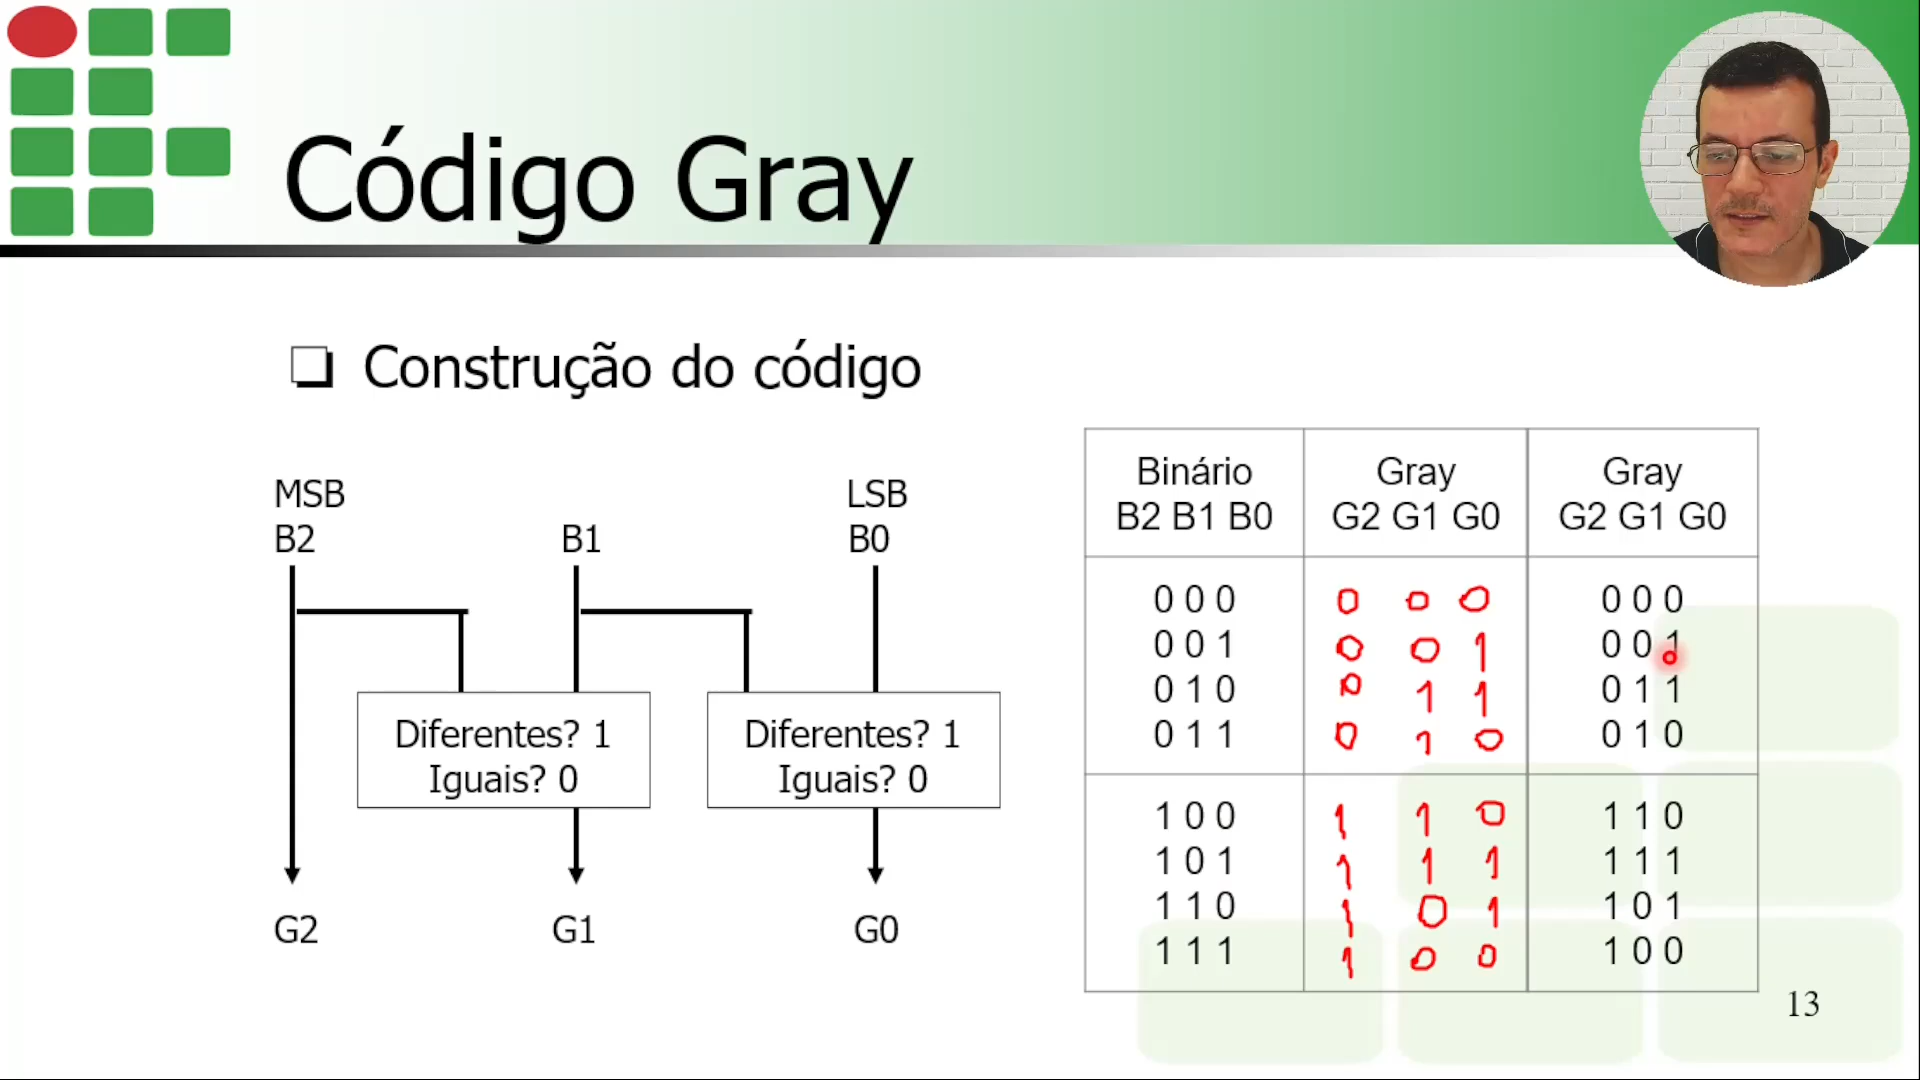 Código Gray
Construção do código
MSB LSB
B2 B1 B0
Diferentes? 1 Diferentes? 1
Iguais? 0 Iguais? 0
G2 G1 G0
Binário Gray Gray
B2 B1 B0 G2 G1 G0 G2 G1 G0
0 0 0 0 0 0 0 0 0
0 0 1 0 0 1 0 0 1
0 1 0 0 1 1 0 1 1
0 1 1 0 1 0 0 1 0
1 0 0 1 1 0 1 1 0
1 0 1 1 1 1 1 1 1
1 1 0 1 0 1 1 0 1
1 1 1 1 0 0 1 0 0
13